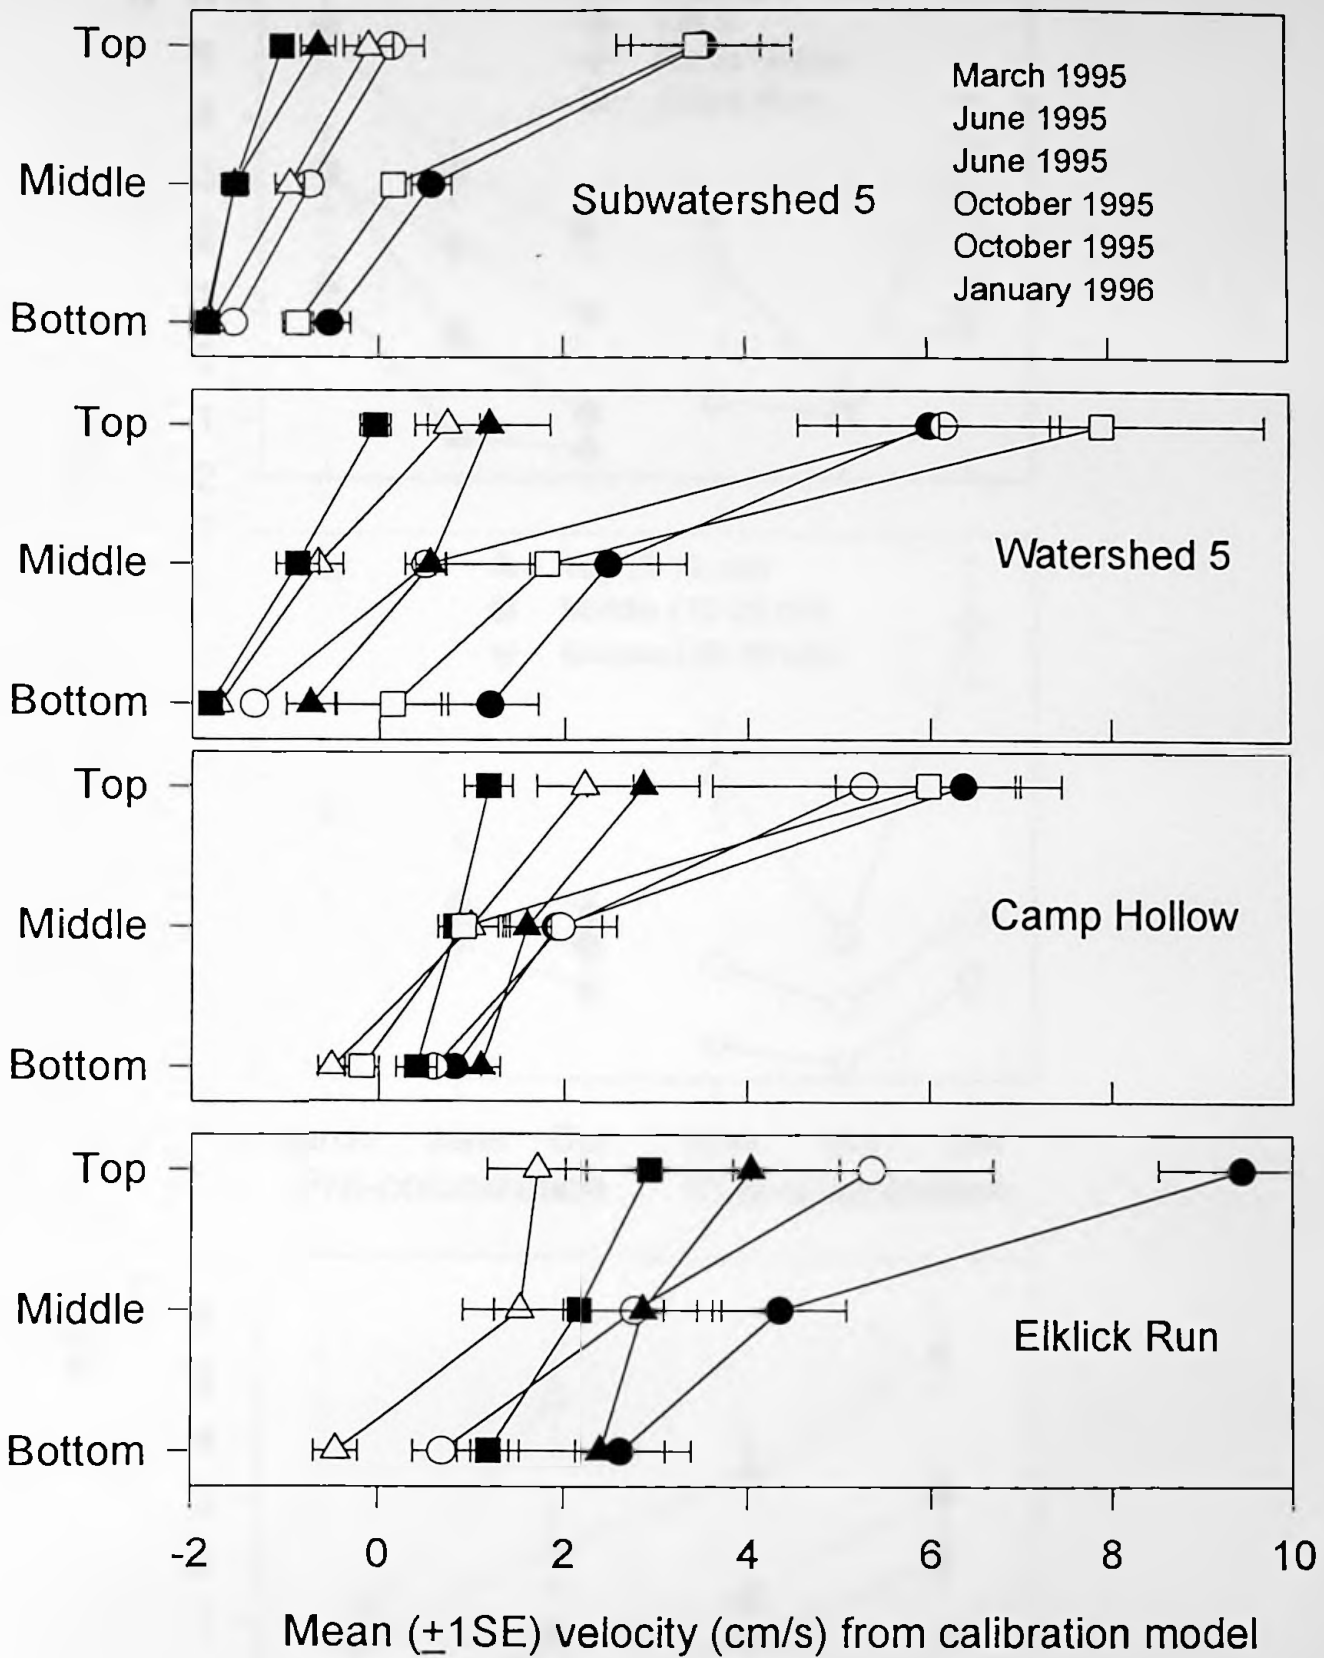 Top
Middle
Bottom
Subwatershed 5
March 1995
June 1995
June 1995
October 1995
October 1995
January 1996
Top
Middle
Bottom
Watershed 5
Top
Middle
Bottom
Camp Hollow
Top
Middle
Bottom
Elklick Run
-2 0 2 4 6 8 10
Mean (±1SE) velocity (cm/s) from calibration model